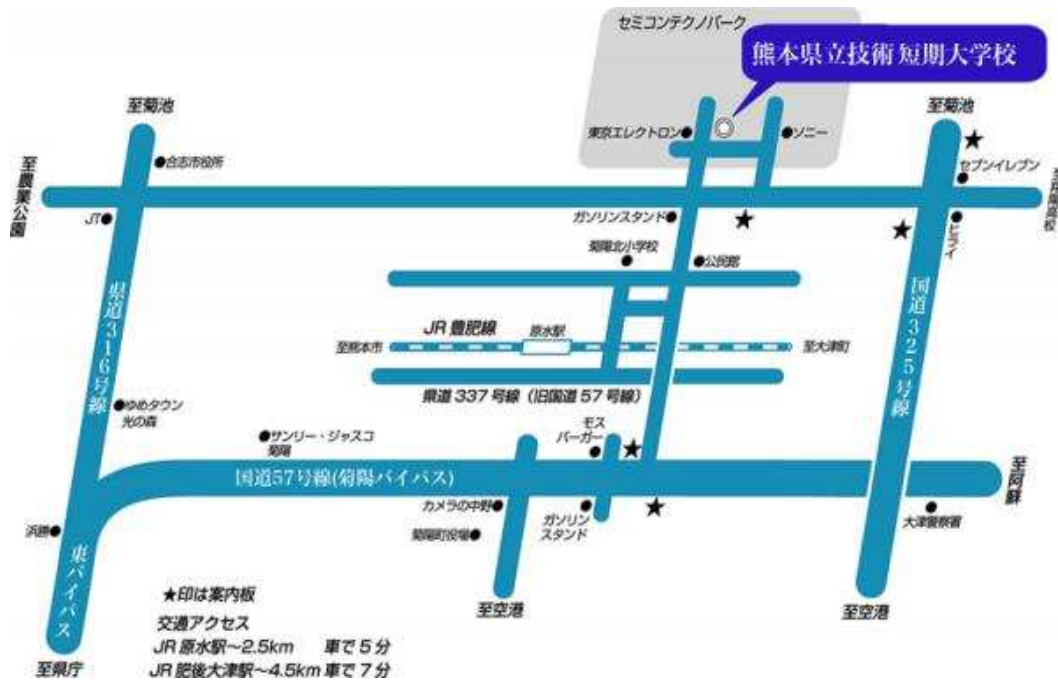 セミコンテクノパーク
熊本県立技術短期大学校
至菊池
至菊池
東京エレクトロン
ソニー
合志市役所
セブンイレブン
至農業公園
JT
ガソリンスタンド
菊陽北小学校
公民館
県道316号線
国道325号線
JR豊肥線
原水駅
至熊本市
至大津町
県道337号線（旧国道57号線）
ゆめタウン
光の森
サンリー・ジャスコ
菊陽
モス
バーガー
国道57号線(菊陽バイパス)
至阿蘇
カメラの中野
ガソリン
スタンド
大津警察署
浜勝
菊陽町役場
東バイパス
★印は案内板
至空港
至空港
交通アクセス
JR原水駅～2.5km 車で5分
至県庁
JR肥後大津駅～4.5km 車で7分